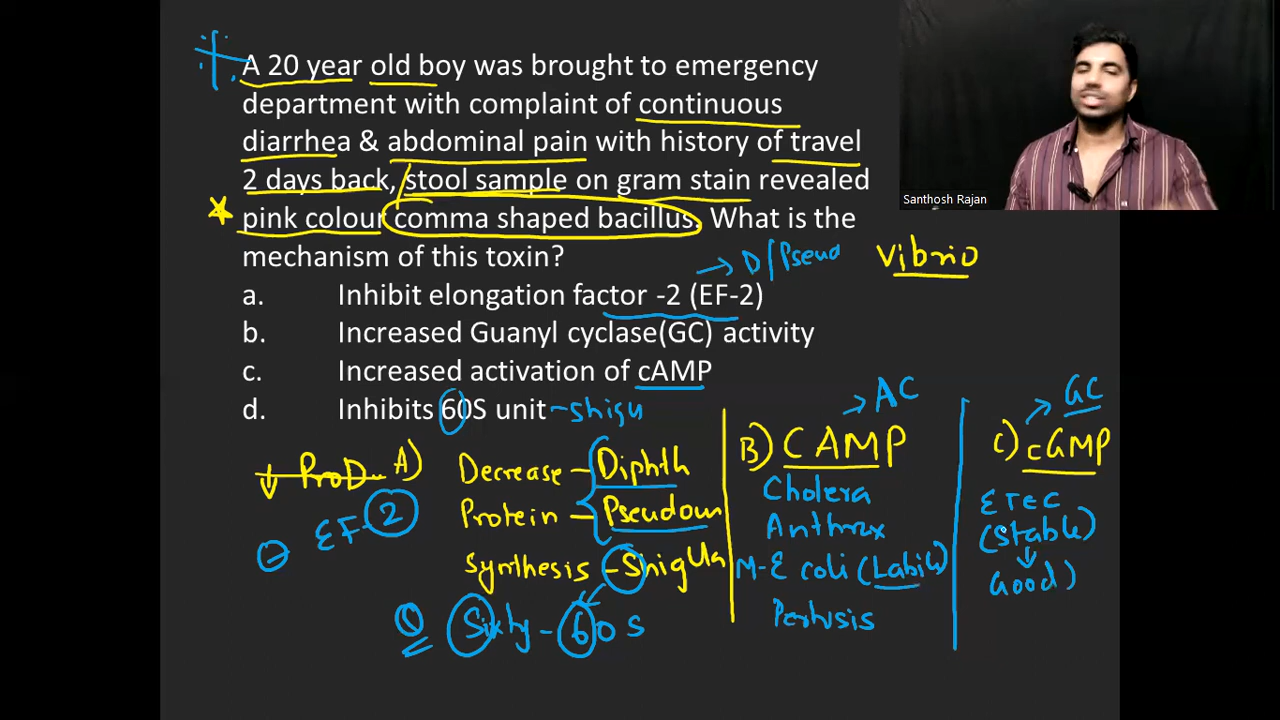 A 20 year old boy was brought to emergency
department with complaint of continuous
diarrhea & abdominal pain with history of travel
2 days back, stool sample on gram stain revealed
pink colour comma shaped bacillus. What is the
mechanism of this toxin?
→ D/Pseud
Vibrio
a. Inhibit elongation factor -2 (EF-2)
b. Increased Guanyl cyclase(GC) activity
c. Increased activation of cAMP
d. Inhibits 60S unit - shigu
Santhosh Rajan
↓ ProD A)
⊖ EF-2
Decrease - Diphth
Protein - Pseudom
Synthesis - Shiglla
Sixty - 60 S
→ AC
B) CAMP
Cholera
Anthrax
M-E coli (Labile)
Pertusis
→ GC
C) cGMP
ETEC
(Stable)
↓
Good)